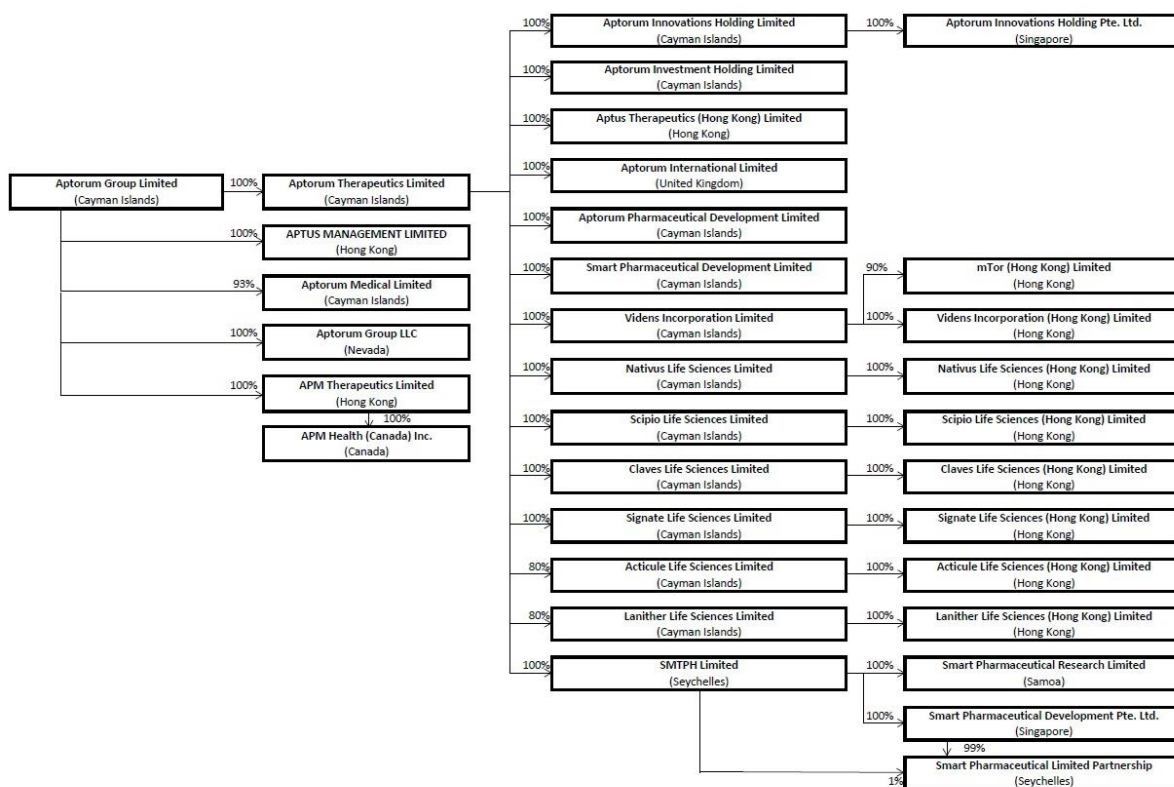 100%
Aptorum Innovations Holding Limited
(Cayman Islands)
100%
Aptorum Innovations Holding Pte. Ltd.
(Singapore)
100%
Aptorum Investment Holding Limited
(Cayman Islands)
100%
Aptus Therapeutics (Hong Kong) Limited
(Hong Kong)
100%
Aptorum International Limited
(United Kingdom)
Aptorum Group Limited
(Cayman Islands)
100%
Aptorum Therapeutics Limited
(Cayman Islands)
100%
Aptorum Pharmaceutical Development Limited
(Cayman Islands)
100%
APTUS MANAGEMENT LIMITED
(Hong Kong)
100%
Smart Pharmaceutical Development Limited
(Cayman Islands)
90%
mTor (Hong Kong) Limited
(Hong Kong)
93%
Aptorum Medical Limited
(Cayman Islands)
100%
Videns Incorporation Limited
(Cayman Islands)
100%
Videns Incorporation (Hong Kong) Limited
(Hong Kong)
100%
Aptorum Group LLC
(Nevada)
100%
Nativus Life Sciences Limited
(Cayman Islands)
100%
Nativus Life Sciences (Hong Kong) Limited
(Hong Kong)
100%
APM Therapeutics Limited
(Hong Kong)
100%
APM Health (Canada) Inc.
(Canada)
100%
Scipio Life Sciences Limited
(Cayman Islands)
100%
Scipio Life Sciences (Hong Kong) Limited
(Hong Kong)
100%
Claves Life Sciences Limited
(Cayman Islands)
100%
Claves Life Sciences (Hong Kong) Limited
(Hong Kong)
100%
Signate Life Sciences Limited
(Cayman Islands)
100%
Signate Life Sciences (Hong Kong) Limited
(Hong Kong)
80%
Acticule Life Sciences Limited
(Cayman Islands)
100%
Acticule Life Sciences (Hong Kong) Limited
(Hong Kong)
80%
Lanither Life Sciences Limited
(Cayman Islands)
100%
Lanither Life Sciences (Hong Kong) Limited
(Hong Kong)
100%
SMTPH Limited
(Seychelles)
100%
Smart Pharmaceutical Research Limited
(Samoa)
100%
Smart Pharmaceutical Development Pte. Ltd.
(Singapore)
99%
1%
Smart Pharmaceutical Limited Partnership
(Seychelles)